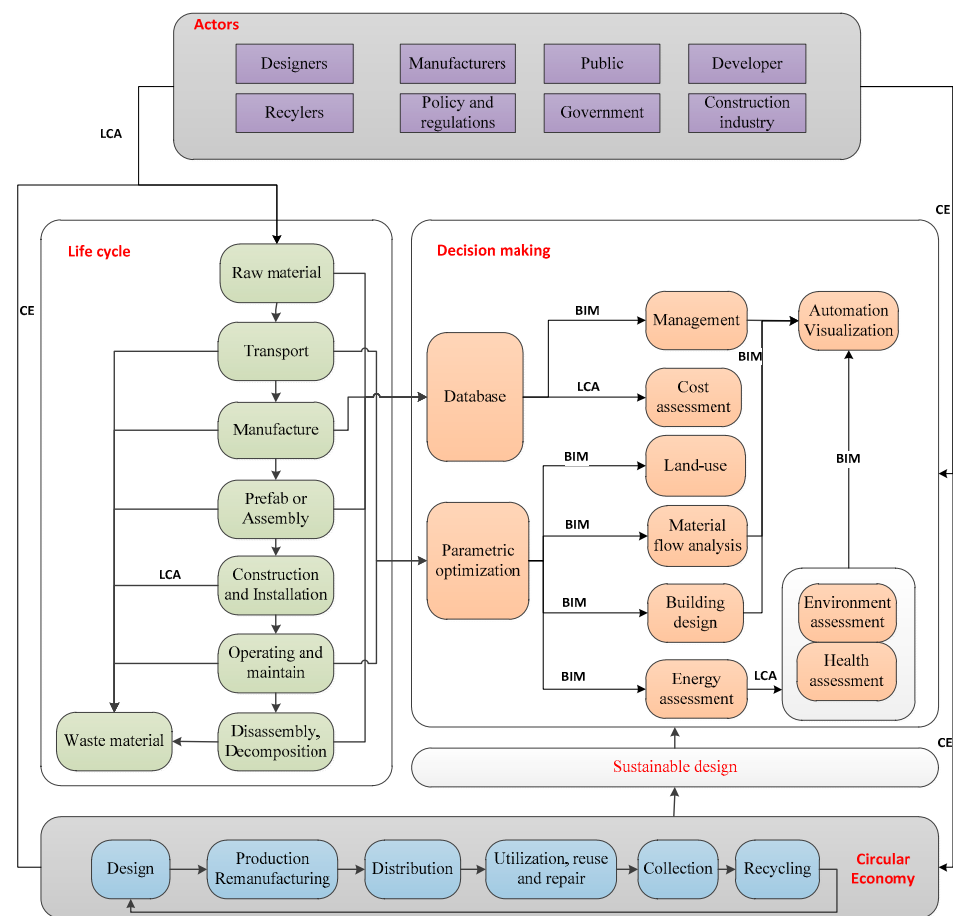 Actors
Designers
Manufacturers
Public
Developer
Recylers
Policy and
regulations
Government
Construction
industry
LCA
CE
CE
Life cycle
Raw material
Transport
Manufacture
Prefab or
Assembly
LCA
Construction
and Installation
Operating and
maintain
Waste material
Disassembly,
Decomposition
Decision making
Database
BIM
Management
BIM
Automation
Visualization
LCA
Cost
assessment
Parametric
optimization
BIM
Land-use
BIM
BIM
Material
flow analysis
BIM
Building
design
Environment
assessment
Health
assessment
BIM
Energy
assessment
LCA
CE
Sustainable design
Design
Production
Remanufacturing
Distribution
Utilization, reuse
and repair
Collection
Recycling
Circular
Economy